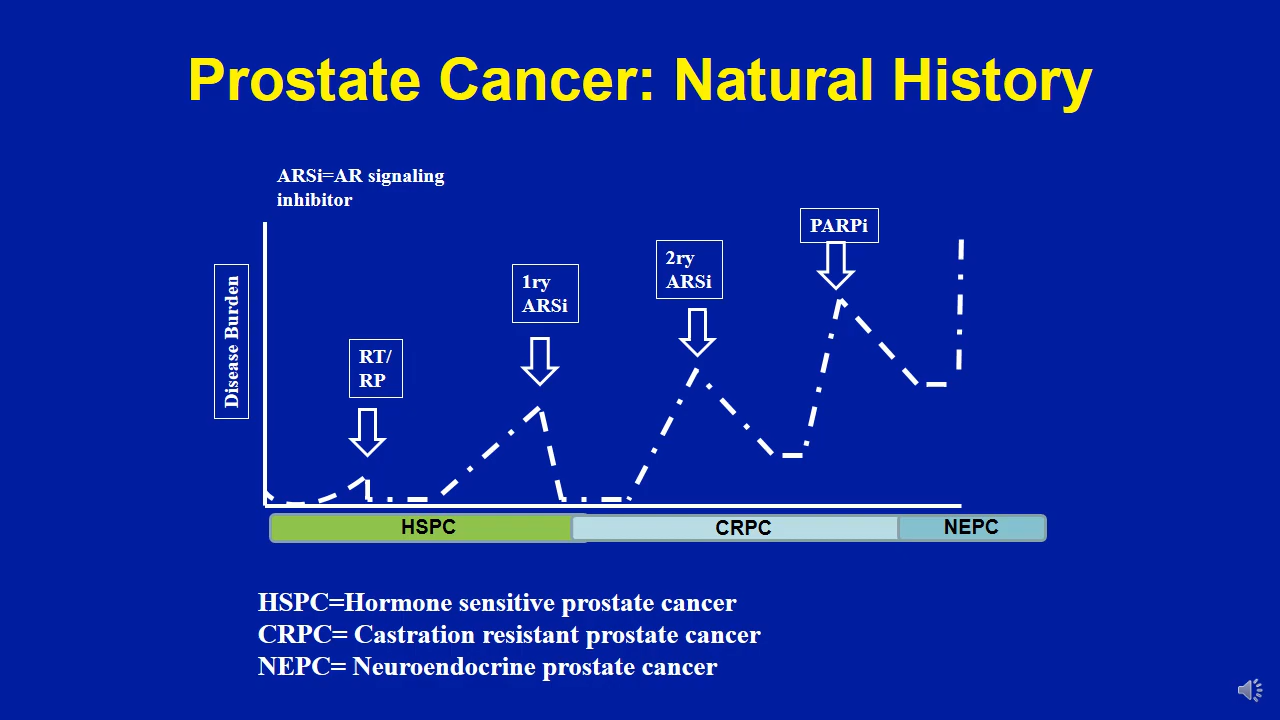 Prostate Cancer: Natural History
ARSi=AR signaling
inhibitor
Disease Burden
RT/
RP
1ry
ARSi
2ry
ARSi
PARPi
HSPC
CRPC
NEPC
HSPC=Hormone sensitive prostate cancer
CRPC= Castration resistant prostate cancer
NEPC= Neuroendocrine prostate cancer